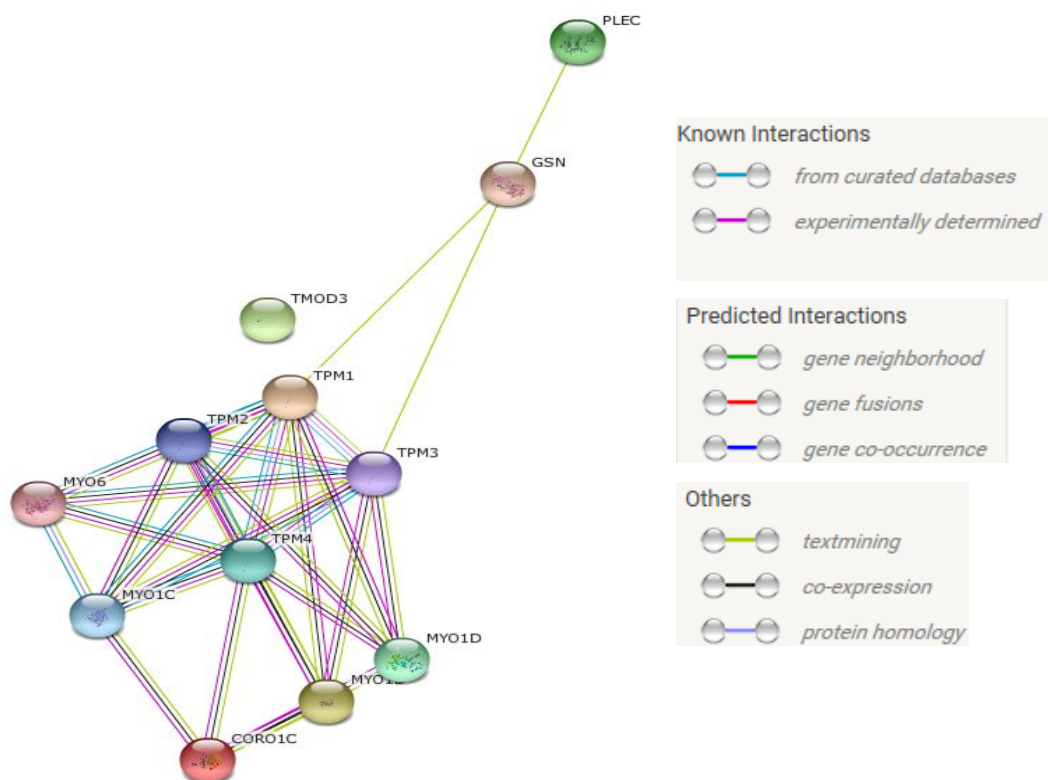 PLEC
GSN
TMOD3
TPM1
TPM2
TPM3
MYO6
TPM4
MYO1C
MYO1D
CORO1C
Known Interactions
from curated databases
experimentally determined
Predicted Interactions
gene neighborhood
gene fusions
gene co-occurrence
Others
textmining
co-expression
protein homology